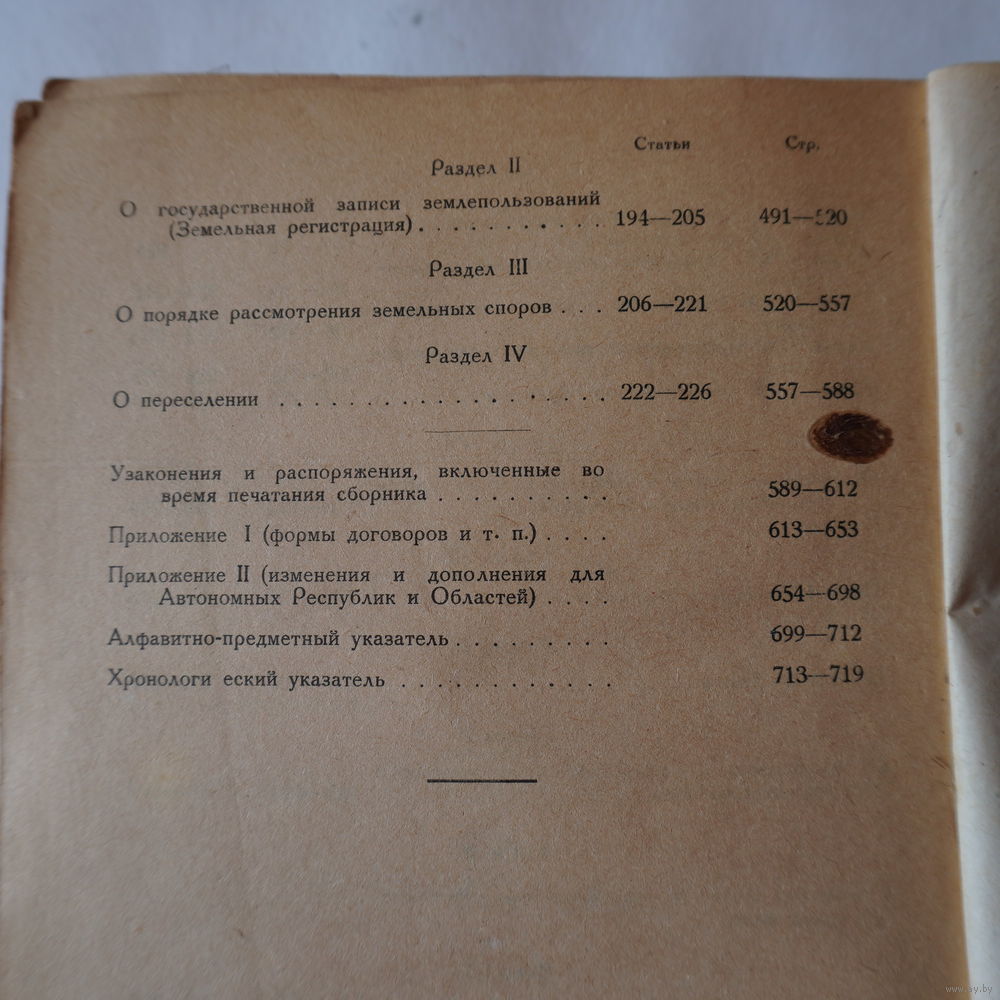 Статьи Стр.
Раздел II
О государственной записи землепользований
(Земельная регистрация) . . . . . . . . . . . 194—205 491—520
Раздел III
О порядке рассмотрения земельных споров . . . 206—221 520—557
Раздел IV
О переселении . . . . . . . . . . . . . . . . . . . 222—226 557—588
Узаконения и распоряжения, включенные во
время печатания сборника . . . . . . . . . . 589—612
Приложение I (формы договоров и т. п.) . . . . 613—653
Приложение II (изменения и дополнения для
Автономных Республик и Областей) . . . . 654—698
Алфавитно-предметный указатель . . . . . . . . . 699—712
Хронологи еский указатель . . . . . . . . . . . . 713—719
www.ay.by